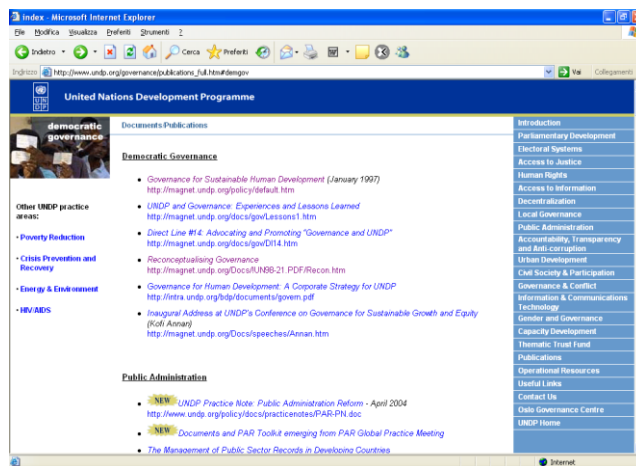 index - Microsoft Internet Explorer
File Modifica Visualizza Preferiti Strumenti ?
Indietro Cerca Preferiti
Indirizzo http://www.undp.org/governance/publications_full.htm#demgov Vai Collegamenti
UN
DP
United Nations Development Programme
democratic
governance
Other UNDP practice
areas:
• Poverty Reduction
• Crisis Prevention and
Recovery
• Energy & Environment
• HIV/AIDS
Documents/Publications
Democratic Governance
• Governance for Sustainable Human Development (January 1997)
http://magnet.undp.org/policy/default.htm
• UNDP and Governance: Experiences and Lessons Learned
http://magnet.undp.org/docs/gov/Lessons1.htm
• Direct Line #14: Advocating and Promoting "Governance and UNDP"
http://magnet.undp.org/docs/gov/Dl14.htm
• Reconceptualising Governance
http://magnet.undp.org/Docs/!UN98-21.PDF/Recon.htm
• Governance for Human Development: A Corporate Strategy for UNDP
http://intra.undp.org/bdp/documents/govern.pdf
• Inaugural Address at UNDP's Conference on Governance for Sustainable Growth and Equity
(Kofi Annan)
http://magnet.undp.org/Docs/speeches/Annan.htm
Public Administration
• NEW UNDP Practice Note: Public Administration Reform - April 2004
http://www.undp.org/policy/docs/practicenotes/PAR-PN.doc
• NEW Documents and PAR Toolkit emerging from PAR Global Practice Meeting
• The Management of Public Sector Records in Developing Countries
Introduction
Parliamentary Development
Electoral Systems
Access to Justice
Human Rights
Access to Information
Decentralization
Local Governance
Public Administration
Accountability, Transparency
and Anti-corruption
Urban Development
Civil Society & Participation
Governance & Conflict
Information & Communications
Technology
Gender and Governance
Capacity Development
Thematic Trust Fund
Publications
Operational Resources
Useful Links
Contact Us
Oslo Governance Centre
UNDP Home
Internet